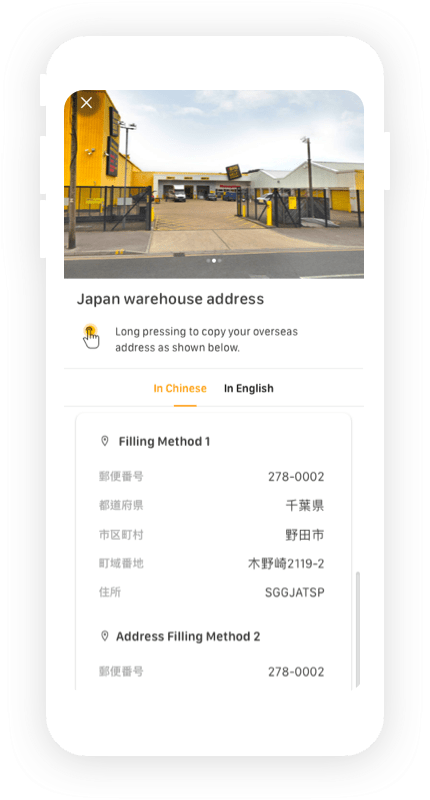 Japan warehouse address
Long pressing to copy your overseas
address as shown below.
In Chinese In English
Filling Method 1
郵便番号 278-0002
都道府県 千葉県
市区町村 野田市
町域番地 木野崎2119-2
住所 SGGJATSP
Address Filling Method 2
郵便番号 278-0002